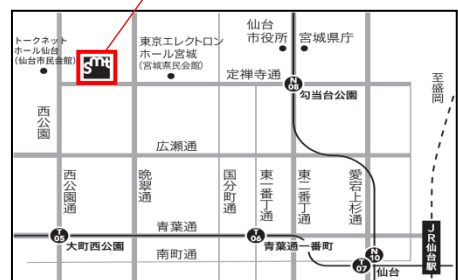 トークネット
ホール仙台
(仙台市民会館)
smt
東京エレクトロン
ホール宮城
(宮城県民会館)
仙台
市役所
宮城県庁
定禅寺通
N
08
勾当台公園
至盛岡
西公園
広瀬通
西公園通
晩翠通
国分町通
東一番丁通
東二番丁通
愛宕上杉通
青葉通
T
05
大町西公園
T
06
青葉通一番町
南町通
N
10
T
07
仙台
JR仙台駅